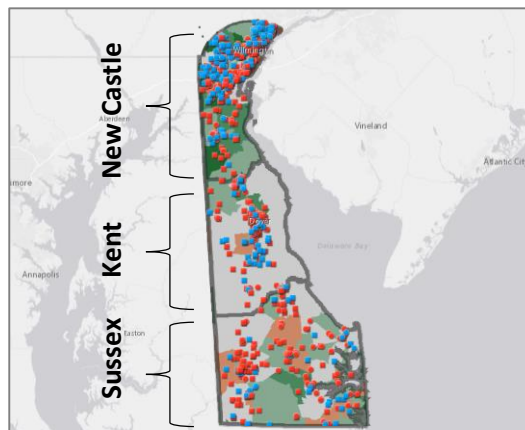 New Castle
Kent
Sussex
Wilmington
Aberdeen
Vineland
Atlantic City
Dover
Delaware Bay
Annapolis
Easton